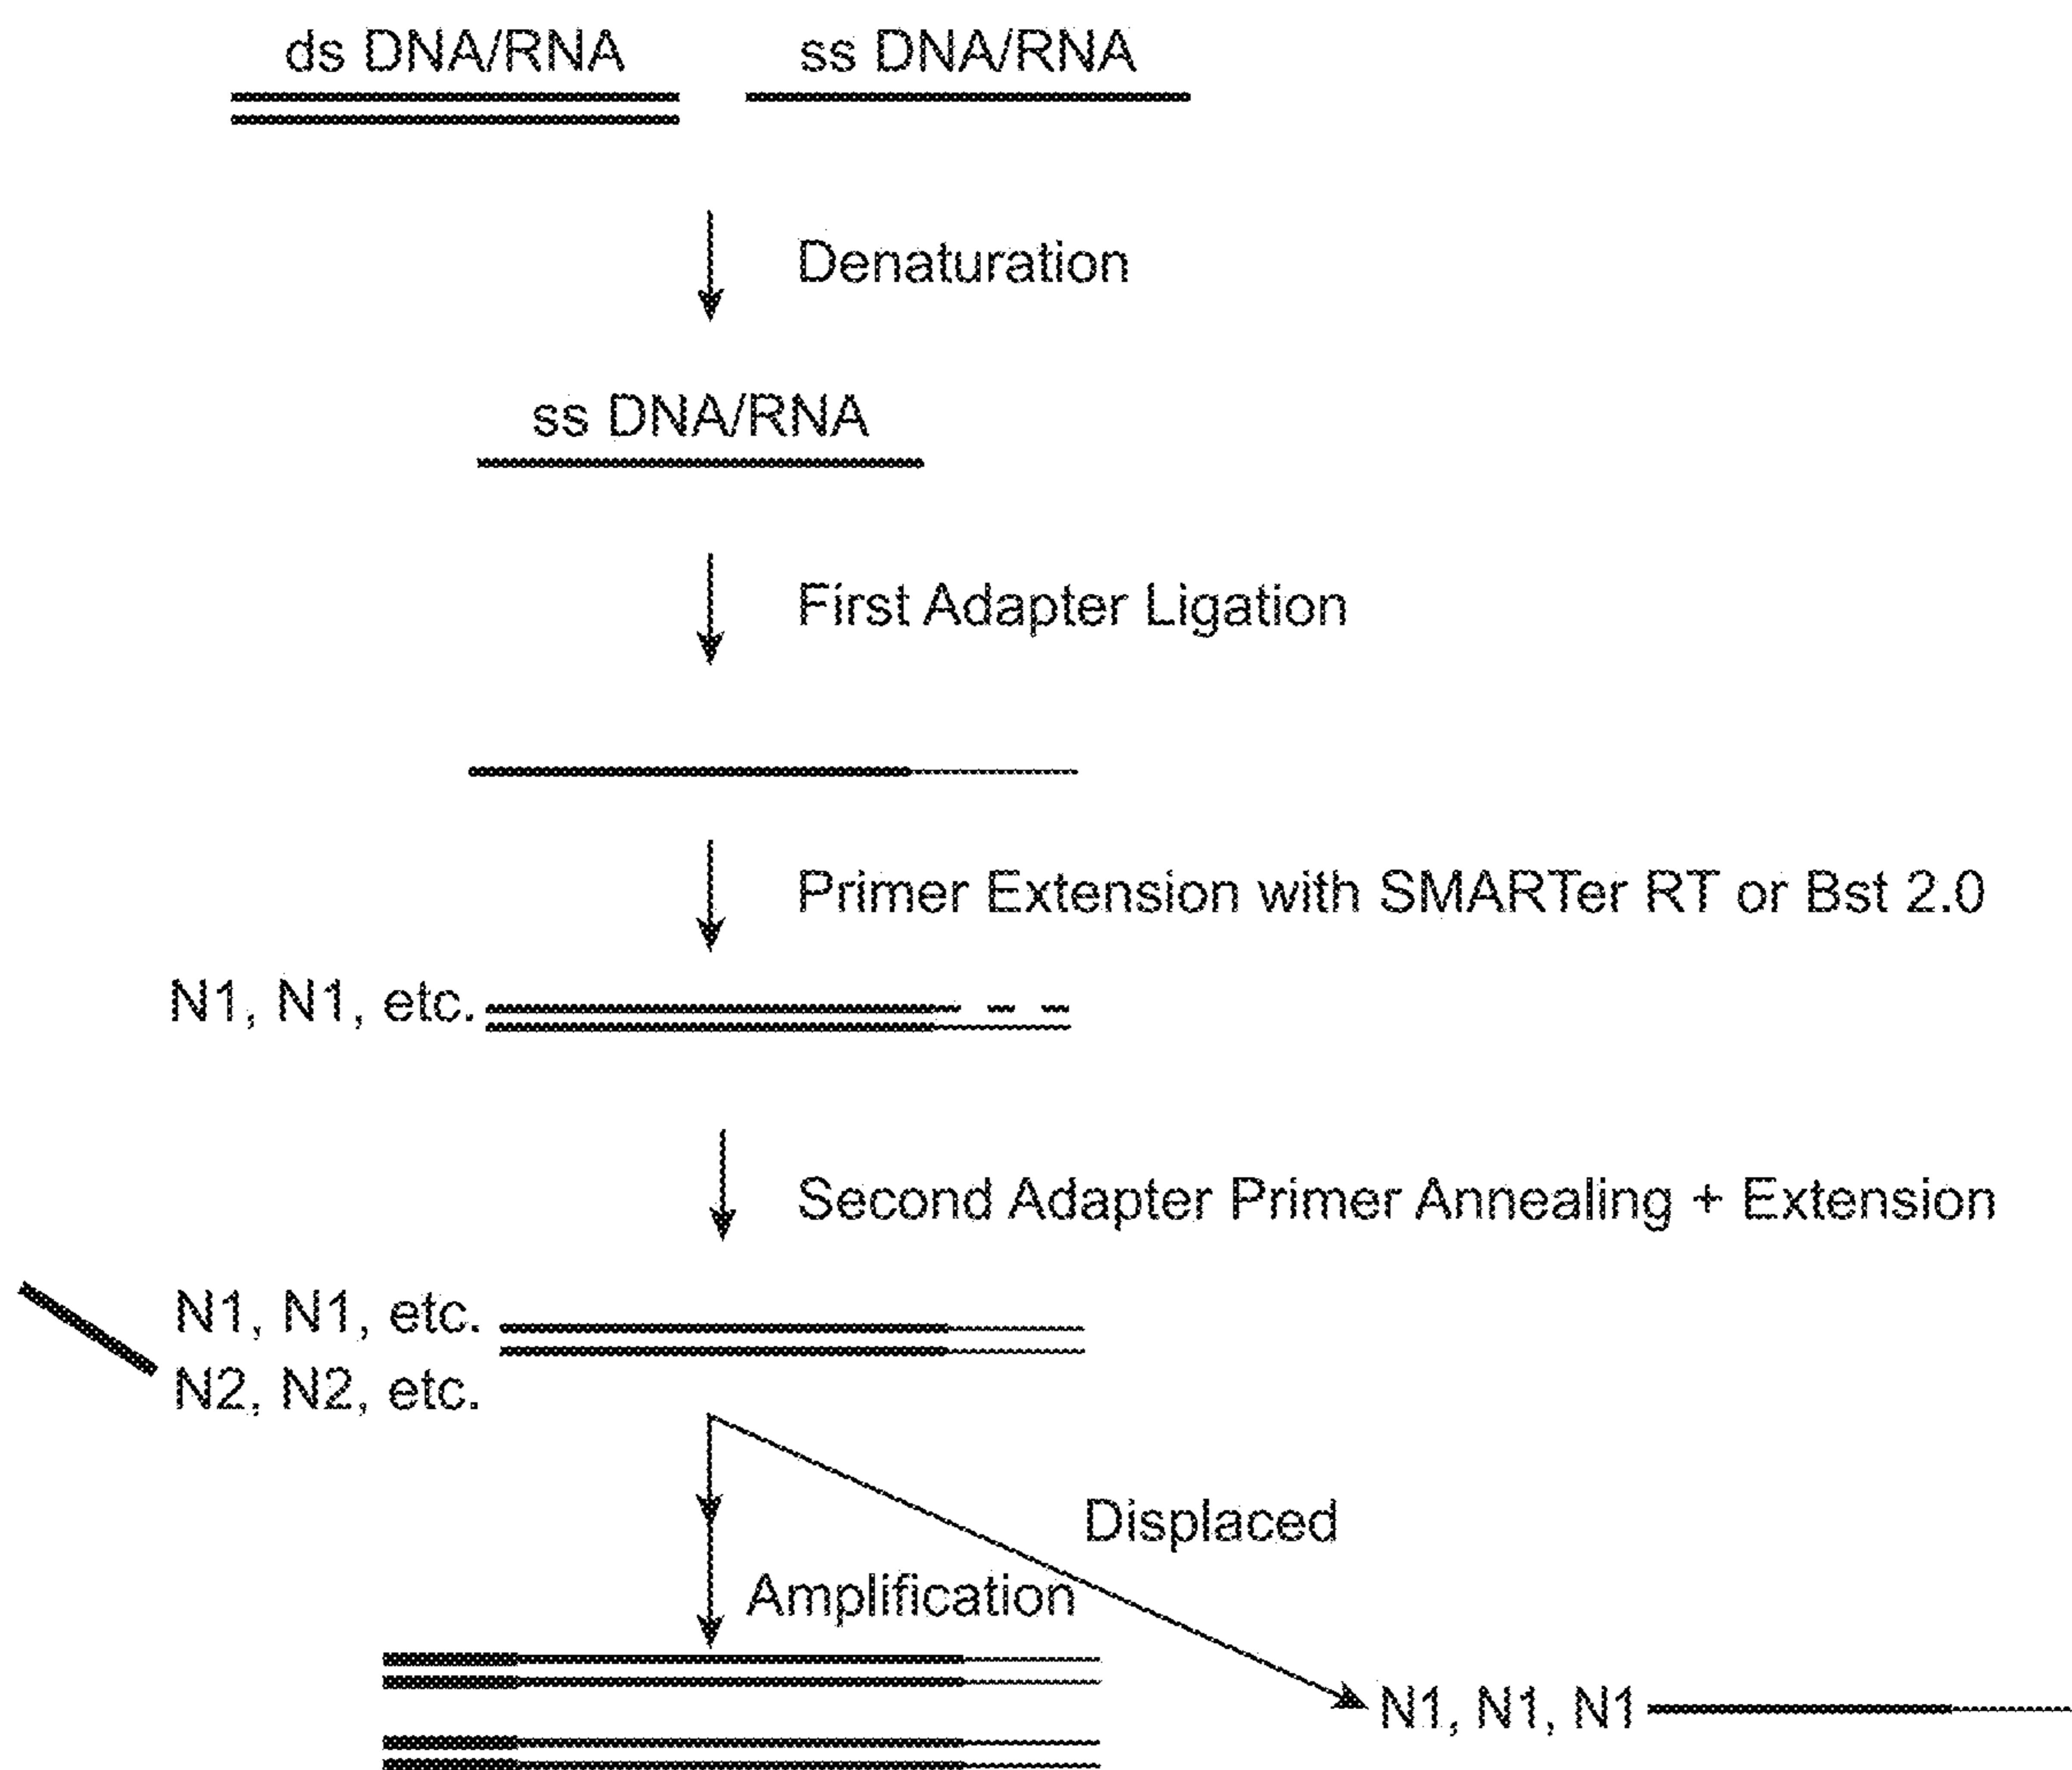 ds DNA/RNA ss DNA/RNA
Denaturation
ss DNA/RNA
First Adapter Ligation
Primer Extension with SMARTer RT or Bst 2.0
N1, N1, etc.
Second Adapter Primer Annealing + Extension
N1, N1, etc.
N2, N2, etc.
Displaced
Amplification
N1, N1, N1